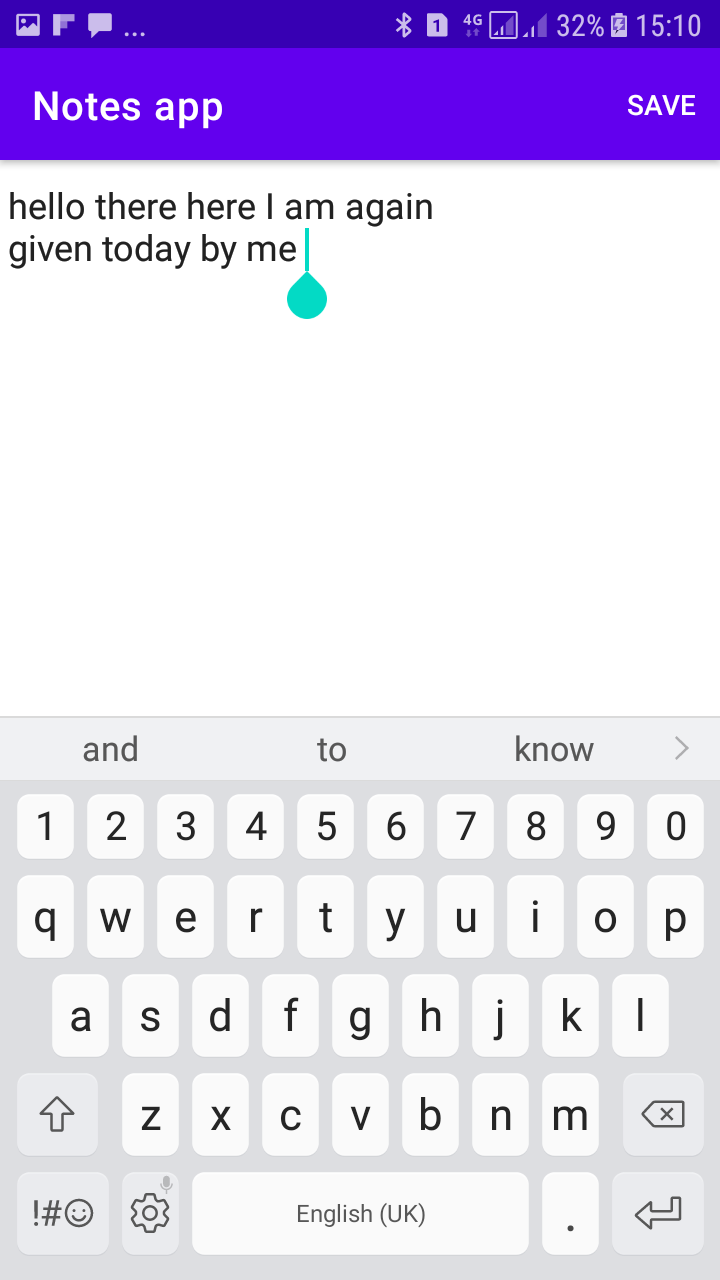 ... 1 4G 32% 15:10
Notes app SAVE
hello there here I am again
given today by me
and to know
1 2 3 4 5 6 7 8 9 0
q w e r t y u i o p
a s d f g h j k l
z x c v b n m
!#☺ English (UK) .